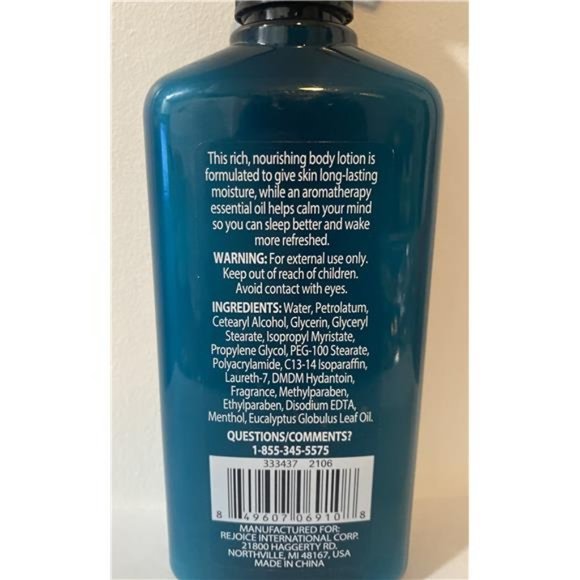 This rich, nourishing body lotion is
formulated to give skin long-lasting
moisture, while an aromatherapy
essential oil helps calm your mind
so you can sleep better and wake
more refreshed.
WARNING: For external use only.
Keep out of reach of children.
Avoid contact with eyes.
INGREDIENTS: Water, Petrolatum,
Cetearyl Alcohol, Glycerin, Glyceryl
Stearate, Isopropyl Myristate,
Propylene Glycol, PEG-100 Stearate,
Polyacrylamide, C13-14 Isoparaffin,
Laureth-7, DMDM Hydantoin,
Fragrance, Methylparaben,
Ethylparaben, Disodium EDTA,
Menthol, Eucalyptus Globulus Leaf Oil.
QUESTIONS/COMMENTS?
1-855-345-5575
333437 2106
8 49607 06910 8
MANUFACTURED FOR:
REJOICE INTERNATIONAL CORP.
21800 HAGGERTY RD.
NORTHVILLE, MI 48167, USA
MADE IN CHINA